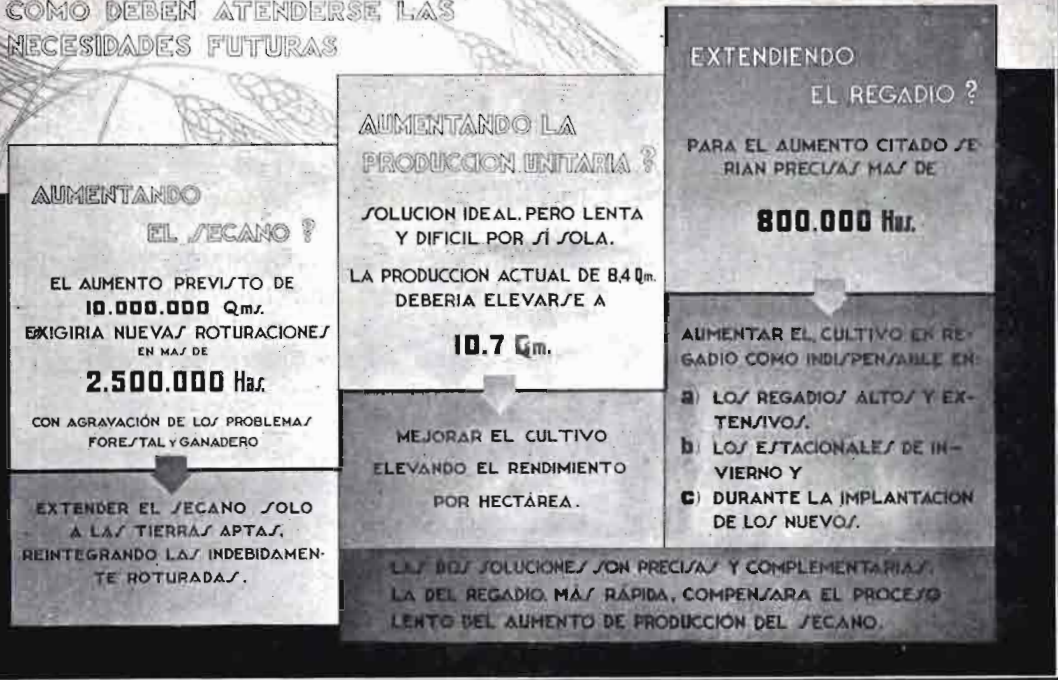 COMO DEBEN ATENDERSE LAS
NECESIDADES FUTURAS
AUMENTANDO
EL SECANO ?
EL AUMENTO PREVISTO DE
10.000.000 Qms.
EXIGIRIA NUEVAS ROTURACIONES
EN MAS DE
2.500.000 Has.
CON AGRAVACIÓN DE LOS PROBLEMAS
FORESTAL Y GANADERO
EXTENDER EL SECANO SOLO
A LAS TIERRAS APTAS,
REINTEGRANDO LAS INDEBIDAMEN-
TE ROTURADAS.
AUMENTANDO LA
PRODUCCION UNITARIA ?
SOLUCION IDEAL, PERO LENTA
Y DIFICIL POR SÍ SOLA.
LA PRODUCCION ACTUAL DE 8,4 Qm.
DEBERIA ELEVARSE A
10.7 Qm.
MEJORAR EL CULTIVO
ELEVANDO EL RENDIMIENTO
POR HECTÁREA.
EXTENDIENDO
EL REGADIO ?
PARA EL AUMENTO CITADO SE
RIAN PRECISAS MAS DE
800.000 Has.
AUMENTAR EL CULTIVO EN RE-
GADIO COMO INDISPENSABLE EN:
a) LOS REGADIOS ALTOS Y EX-
TENSIVOS.
b) LOS ESTACIONALES DE IN-
VIERNO Y
c) DURANTE LA IMPLANTACION
DE LOS NUEVOS.
LAS DOS SOLUCIONES SON PRECISAS Y COMPLEMENTARIAS.
LA DEL REGADIO, MÁS RÁPIDA, COMPENSARA EL PROCESO
LENTO DEL AUMENTO DE PRODUCCIÓN DEL SECANO.